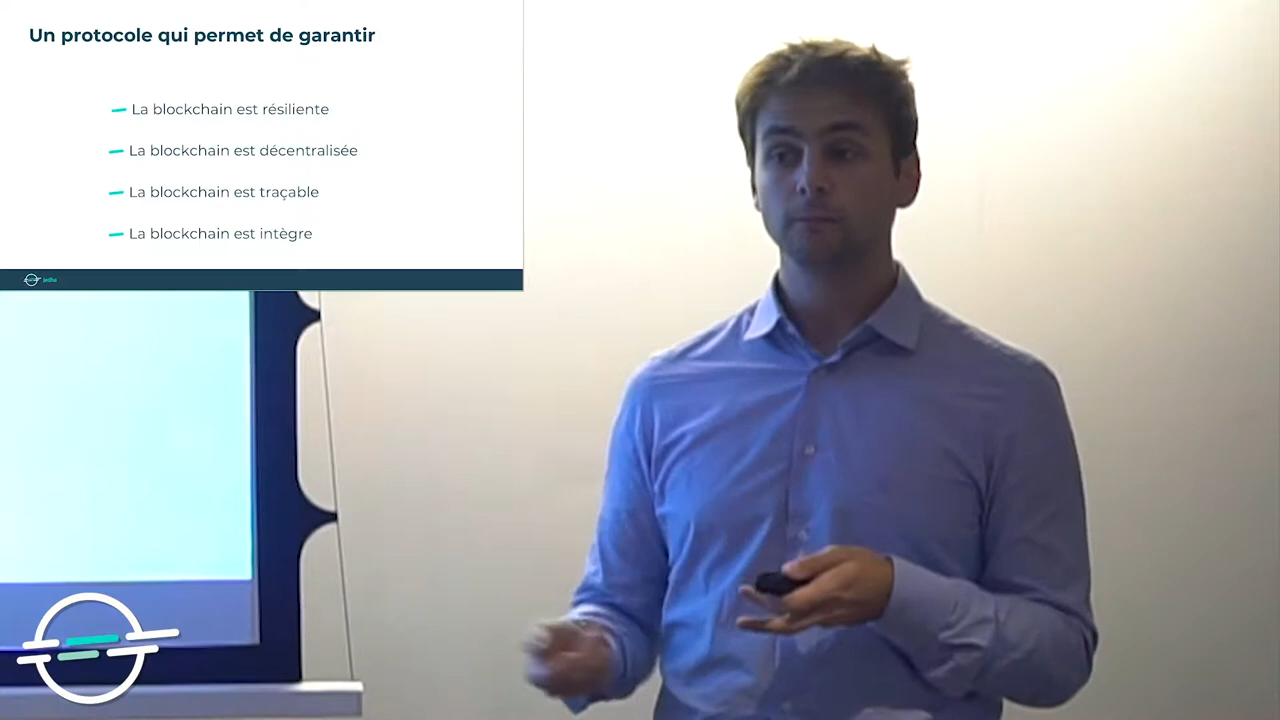 Un protocole qui permet de garantir
La blockchain est résiliente
La blockchain est décentralisée
La blockchain est traçable
La blockchain est intègre
jedha